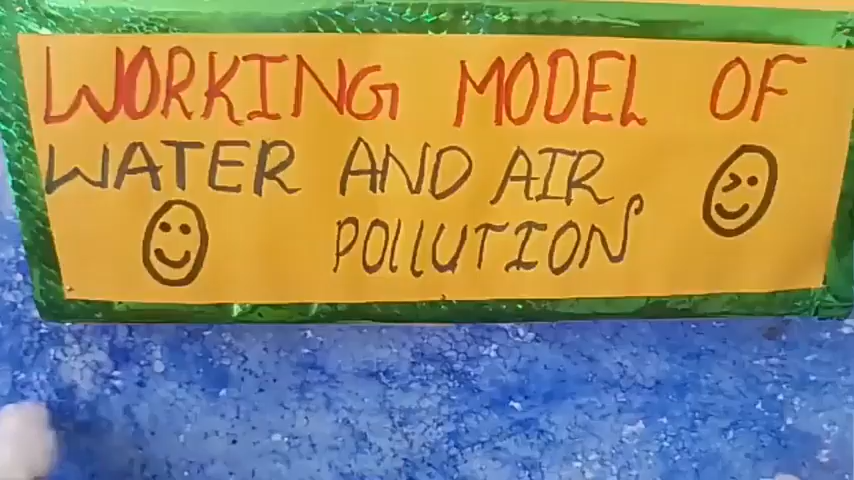 WORKING MODEL OF
WATER AND AIR
POLLUTION